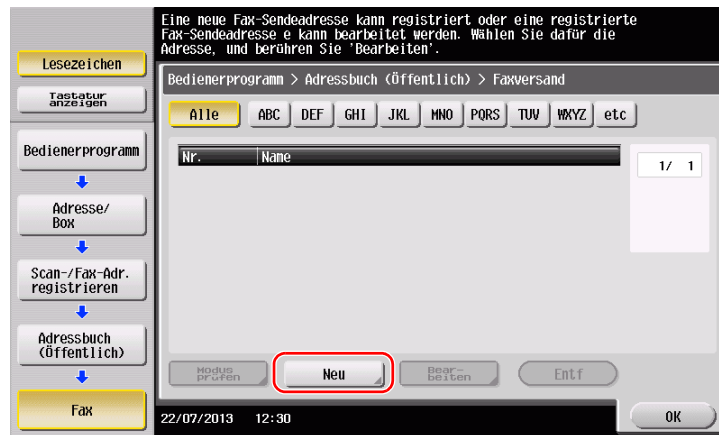 Eine neue Fax-Sendeadresse kann registriert oder eine registrierte
Fax-Sendeadress e kann bearbeitet werden. Wählen Sie dafür die
Adresse, und berühren Sie 'Bearbeiten'.
Lesezeichen
Tastatur
anzeigen
Bedienerprogramm
Adresse/
Box
Scan-/Fax-Adr.
registrieren
Adressbuch
(Öffentlich)
Fax
Bedienerprogramm > Adressbuch (Öffentlich) > Faxversand
Alle ABC DEF GHI JKL MNO PQRS TUV WXYZ etc
Nr. Name
1/ 1
Modus
prüfen
Neu
Bear-
beiten
Entf
22/07/2013 12:30
OK